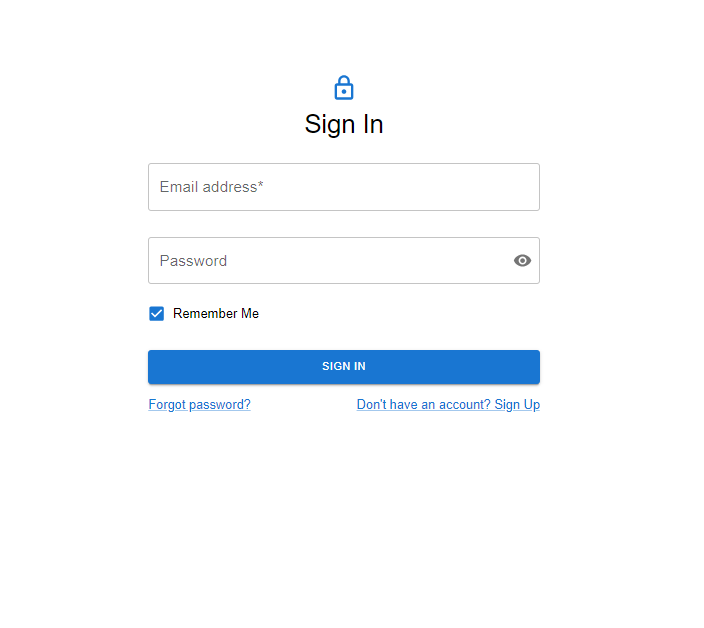 Sign In
Email address*
Password
Remember Me
SIGN IN
Forgot password? Don't have an account? Sign Up